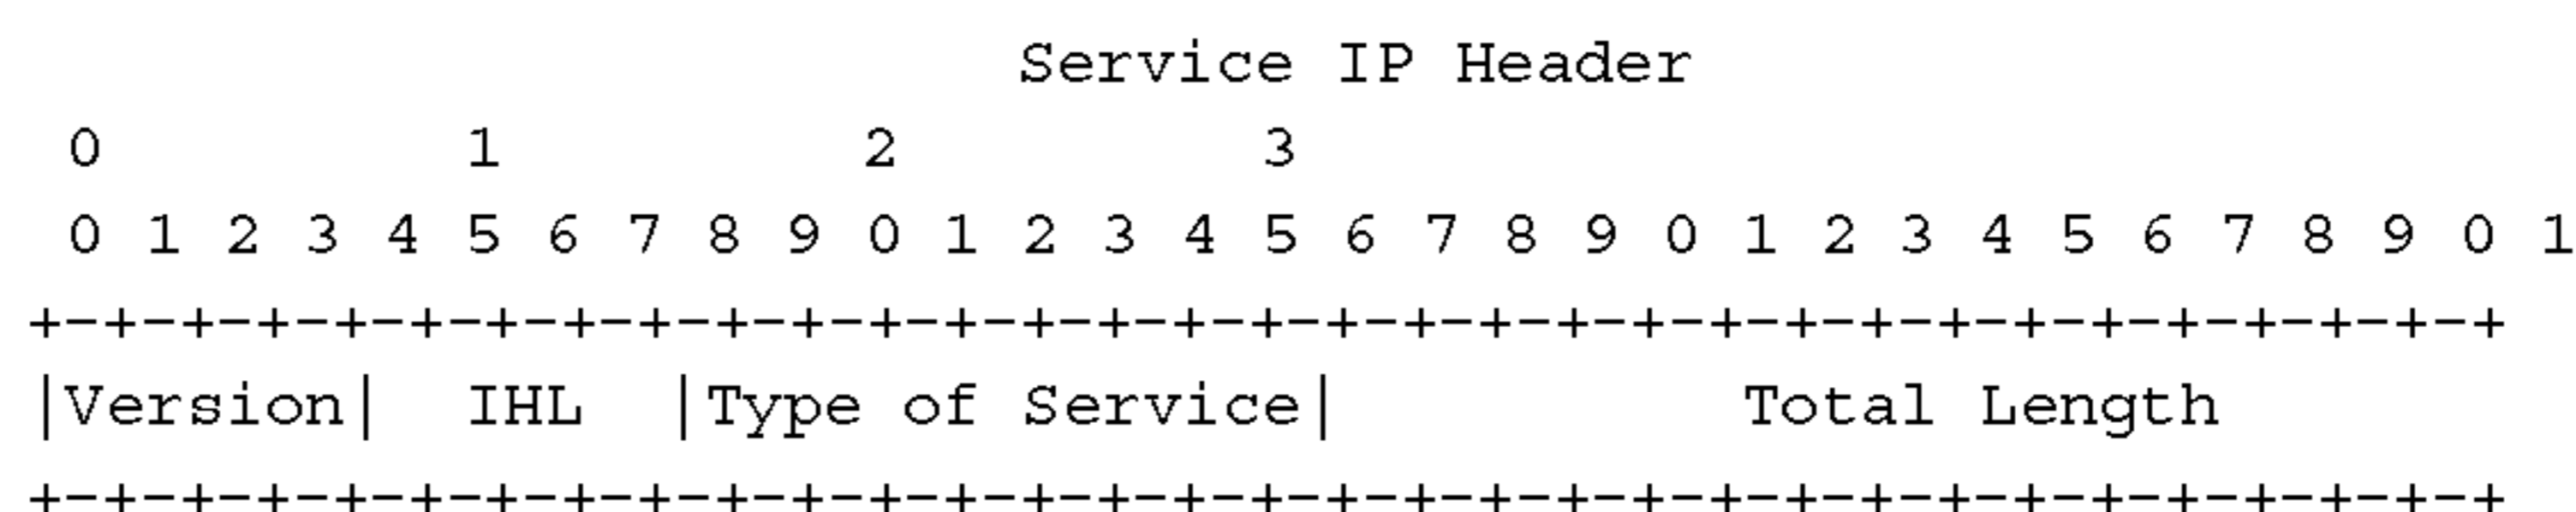 Service IP Header
0 1 2 3
0 1 2 3 4 5 6 7 8 9 0 1 2 3 4 5 6 7 8 9 0 1 2 3 4 5 6 7 8 9 0 1
+-+-+-+-+-+-+-+-+-+-+-+-+-+-+-+-+-+-+-+-+-+-+-+-+-+-+-+-+-+-+-+-+
|Version| IHL |Type of Service| Total Length
+-+-+-+-+-+-+-+-+-+-+-+-+-+-+-+-+-+-+-+-+-+-+-+-+-+-+-+-+-+-+-+-+